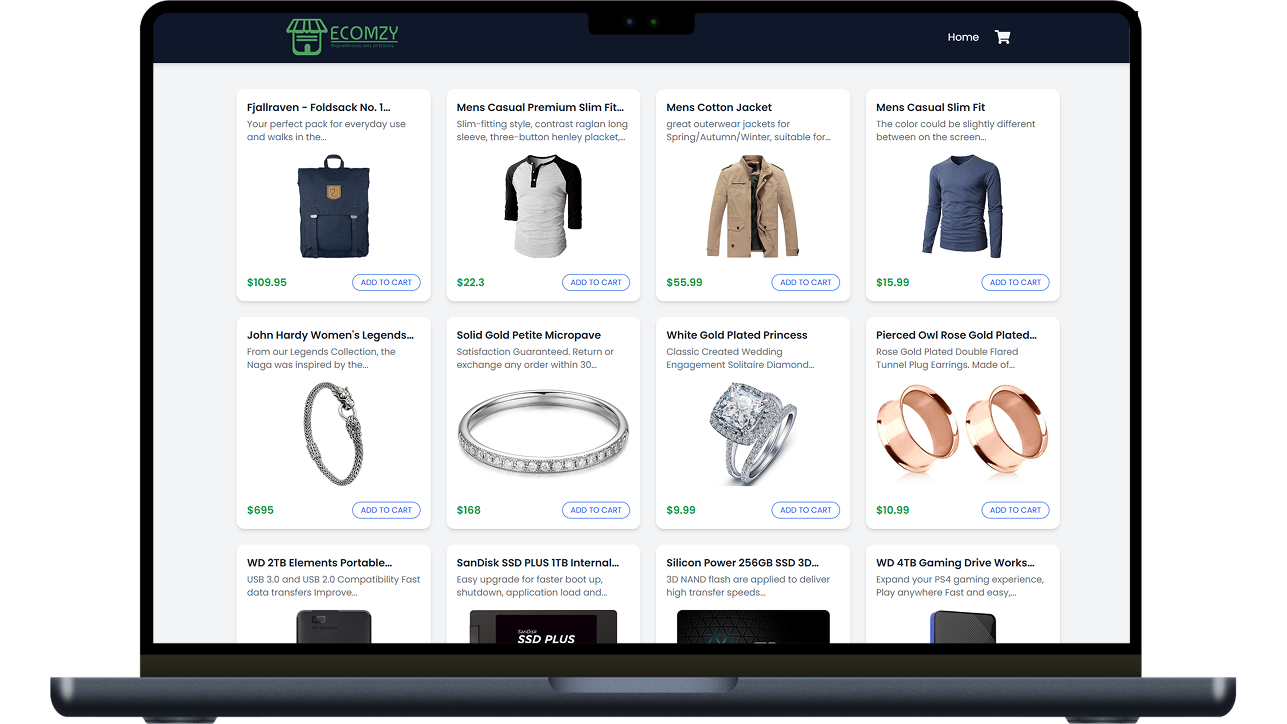 ECOMZY
Shop with ease, only on Ecomzy.
Home
Fjallraven - Foldsack No. 1...
Your perfect pack for everyday use
and walks in the...
$109.95
ADD TO CART
Mens Casual Premium Slim Fit...
Slim-fitting style, contrast raglan long
sleeve, three-button henley placket,...
$22.3
ADD TO CART
Mens Cotton Jacket
great outerwear jackets for
Spring/Autumn/Winter, suitable for...
$55.99
ADD TO CART
Mens Casual Slim Fit
The color could be slightly different
between on the screen...
$15.99
ADD TO CART
John Hardy Women's Legends...
From our Legends Collection, the
Naga was inspired by the...
$695
ADD TO CART
Solid Gold Petite Micropave
Satisfaction Guaranteed. Return or
exchange any order within 30...
$168
ADD TO CART
White Gold Plated Princess
Classic Created Wedding
Engagement Solitaire Diamond...
$9.99
ADD TO CART
Pierced Owl Rose Gold Plated...
Rose Gold Plated Double Flared
Tunnel Plug Earrings. Made of...
$10.99
ADD TO CART
WD 2TB Elements Portable...
USB 3.0 and USB 2.0 Compatibility Fast
data transfers Improve...
SanDisk SSD PLUS 1TB Internal...
Easy upgrade for faster boot up,
shutdown, application load and...
SanDisk
SSD PLUS
Silicon Power 256GB SSD 3D...
3D NAND flash are applied to deliver
high transfer speeds...
WD 4TB Gaming Drive Works...
Expand your PS4 gaming experience,
Play anywhere Fast and easy,...